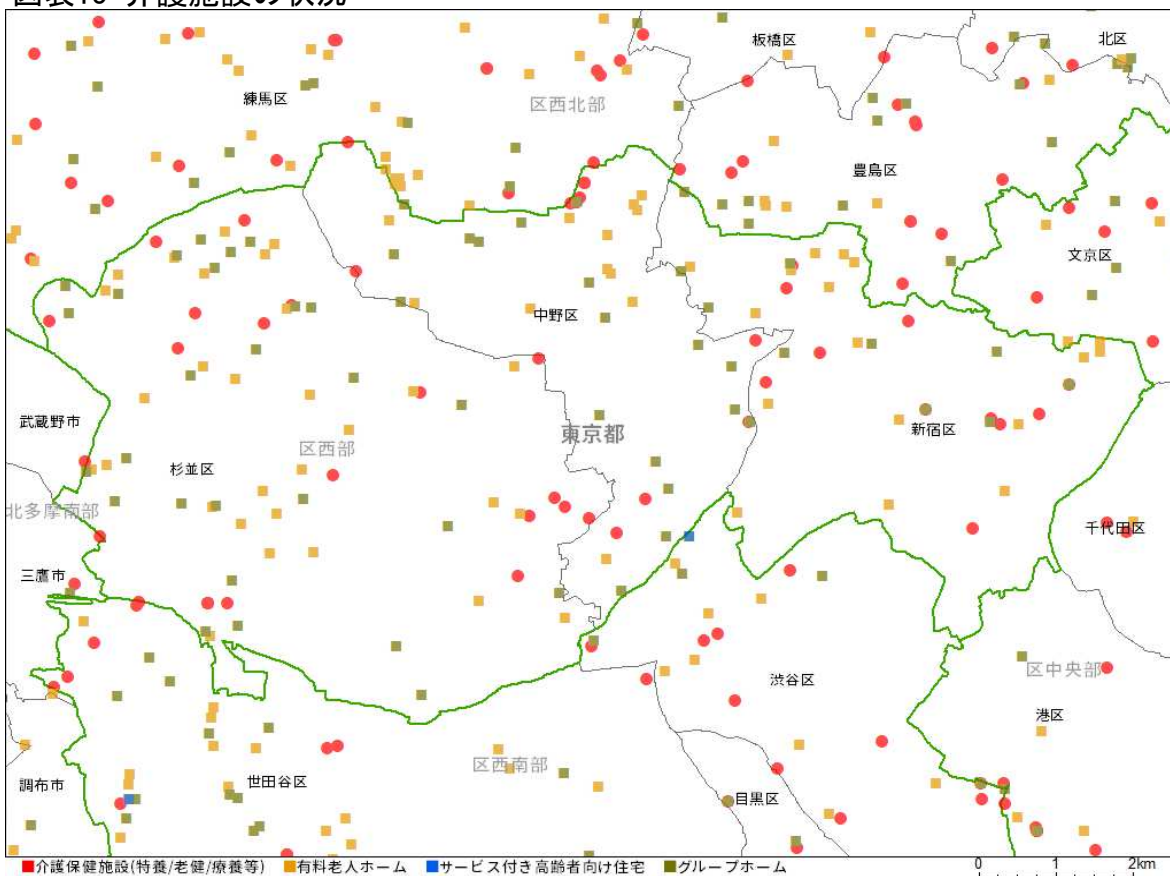 図表16 介護施設の状況
板橋区
北区
練馬区
区西北部
豊島区
文京区
中野区
武蔵野市
東京都
新宿区
区西部
杉並区
北多摩南部
千代田区
三鷹市
区中央部
渋谷区
港区
区西南部
調布市
世田谷区
目黒区
介護保健施設(特養/老健/療養等) 有料老人ホーム サービス付き高齢者向け住宅 グループホーム
0 1 2km